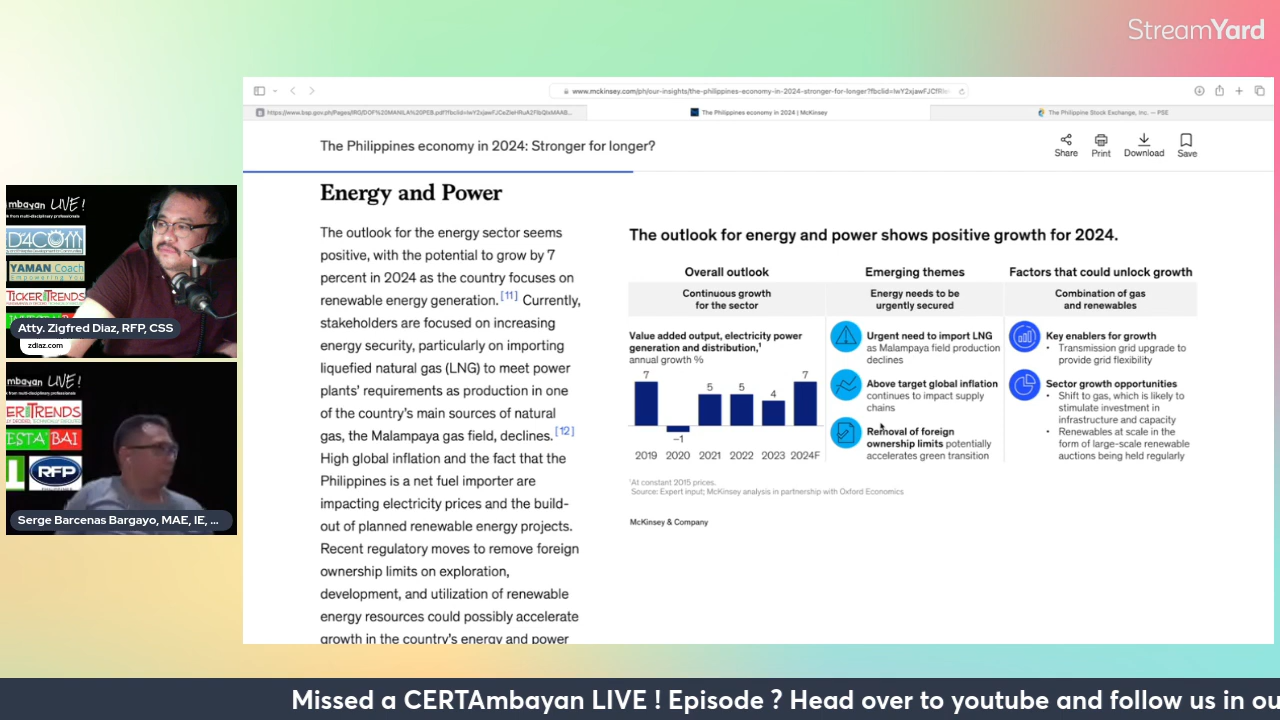 StreamYard
www.mckinsey.com/ph/our-insights/the-philippines-economy-in-2024-stronger-for-longer?fbclid=
The Philippines economy in 2024 | McKinsey
The Philippine Stock Exchange, Inc. — PSE
The Philippines economy in 2024: Stronger for longer?
Share
Print
Download
Save
Energy and Power
The outlook for the energy sector seems
positive, with the potential to grow by 7
percent in 2024 as the country focuses on
renewable energy generation. [11] Currently,
stakeholders are focused on increasing
energy security, particularly on importing
liquefied natural gas (LNG) to meet power
plants' requirements as production in one
of the country's main sources of natural
gas, the Malampaya gas field, declines. [12]
High global inflation and the fact that the
Philippines is a net fuel importer are
impacting electricity prices and the build-
out of planned renewable energy projects.
Recent regulatory moves to remove foreign
ownership limits on exploration,
development, and utilization of renewable
energy resources could possibly accelerate
growth in the country's energy and power
The outlook for energy and power shows positive growth for 2024.
Overall outlook
Continuous growth
for the sector
Value added output, electricity power
generation and distribution,¹
annual growth %
7
–1
5
5
4
7
2019 2020 2021 2022 2023 2024F
Emerging themes
Energy needs to be
urgently secured
Urgent need to import LNG
as Malampaya field production
declines
Above target global inflation
continues to impact supply
chains
Removal of foreign
ownership limits potentially
accelerates green transition
Factors that could unlock growth
Combination of gas
and renewables
Key enablers for growth
• Transmission grid upgrade to
provide grid flexibility
Sector growth opportunities
• Shift to gas, which is likely to
stimulate investment in
infrastructure and capacity
• Renewables at scale in the
form of large-scale renewable
auctions being held regularly
¹At constant 2015 prices.
Source: Expert input; McKinsey analysis in partnership with Oxford Economics
McKinsey & Company
mbayan LIVE!
D4COM
YAMAN Coach
TICKERTRENDS
Atty. Zigfred Diaz, RFP, CSS
zdiaz.com
mbayan LIVE!
ERTRENDS
ESTA BAI
RFP
Serge Barcenas Bargayo, MAE, IE, ...
Missed a CERTAmbayan LIVE ! Episode ? Head over to youtube and follow us in ou